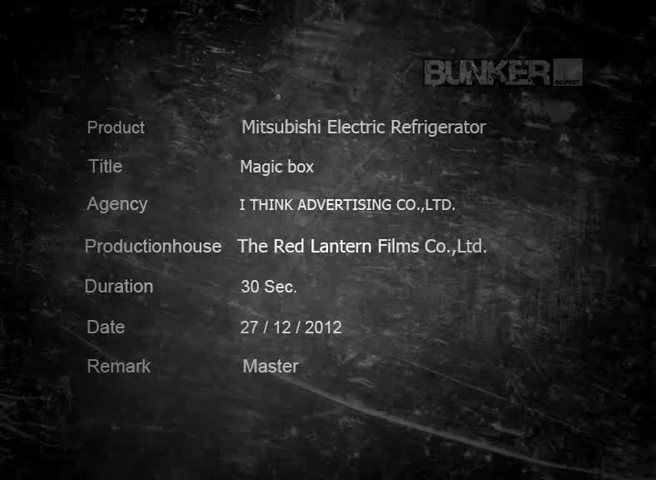 BUNKER
Product Mitsubishi Electric Refrigerator
Title Magic box
Agency I THINK ADVERTISING CO.,LTD.
Productionhouse The Red Lantern Films Co.,Ltd.
Duration 30 Sec.
Date 27 / 12 / 2012
Remark Master